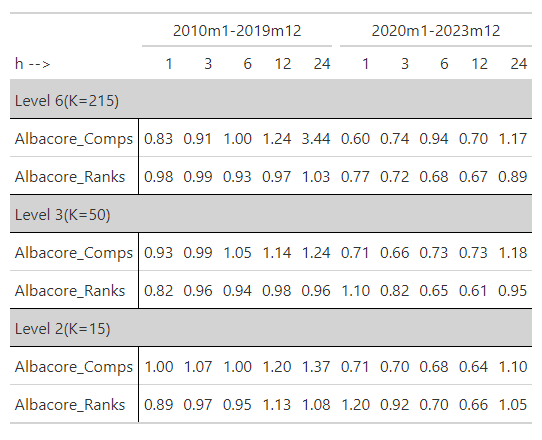 2010m1-2019m12 2020m1-2023m12
h --> 1 3 6 12 24 1 3 6 12 24
Level 6(K=215)
Albacore_Comps 0.83 0.91 1.00 1.24 3.44 0.60 0.74 0.94 0.70 1.17
Albacore_Ranks 0.98 0.99 0.93 0.97 1.03 0.77 0.72 0.68 0.67 0.89
Level 3(K=50)
Albacore_Comps 0.93 0.99 1.05 1.14 1.24 0.71 0.66 0.73 0.73 1.18
Albacore_Ranks 0.82 0.96 0.94 0.98 0.96 1.10 0.82 0.65 0.61 0.95
Level 2(K=15)
Albacore_Comps 1.00 1.07 1.00 1.20 1.37 0.71 0.70 0.68 0.64 1.10
Albacore_Ranks 0.89 0.97 0.95 1.13 1.08 1.20 0.92 0.70 0.66 1.05